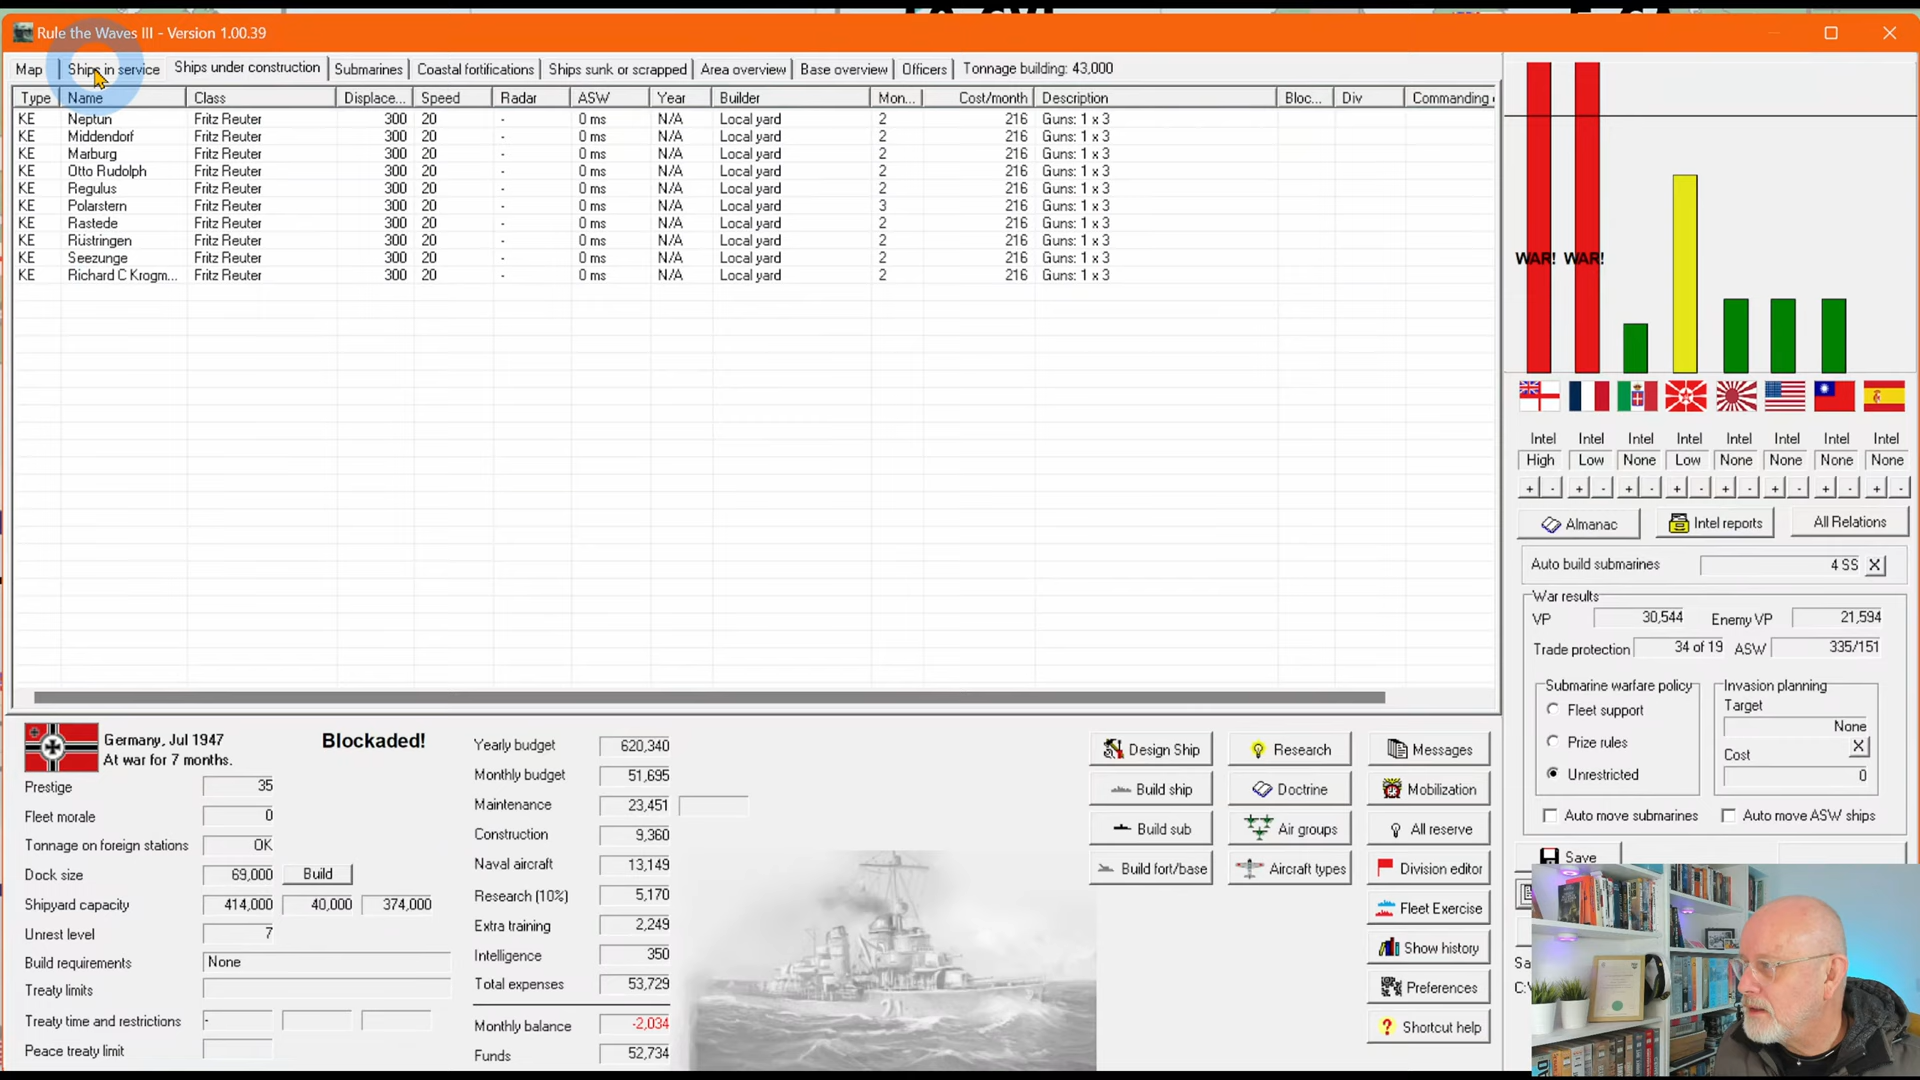 Rule the Waves III - Version 1.00.39
Map Ships in service Ships under construction Submarines Coastal fortifications Ships sunk or scrapped Area overview Base overview Officers Tonnage building: 43,000
Type Name Class Displace... Speed Radar ASW Year Builder Mon... Cost/month Description Bloc... Div Commanding
KE Neptun Fritz Reuter 300 20 - 0 ms N/A Local yard 2 216 Guns: 1 x 3
KE Middendorf Fritz Reuter 300 20 - 0 ms N/A Local yard 2 216 Guns: 1 x 3
KE Marburg Fritz Reuter 300 20 - 0 ms N/A Local yard 2 216 Guns: 1 x 3
KE Otto Rudolph Fritz Reuter 300 20 - 0 ms N/A Local yard 2 216 Guns: 1 x 3
KE Regulus Fritz Reuter 300 20 - 0 ms N/A Local yard 2 216 Guns: 1 x 3
KE Polarstern Fritz Reuter 300 20 - 0 ms N/A Local yard 3 216 Guns: 1 x 3
KE Rastede Fritz Reuter 300 20 - 0 ms N/A Local yard 2 216 Guns: 1 x 3
KE Rüstringen Fritz Reuter 300 20 - 0 ms N/A Local yard 2 216 Guns: 1 x 3
KE Seezunge Fritz Reuter 300 20 - 0 ms N/A Local yard 2 216 Guns: 1 x 3
KE Richard C Krogm... Fritz Reuter 300 20 - 0 ms N/A Local yard 2 216 Guns: 1 x 3
WAR! WAR!
Intel Intel Intel Intel Intel Intel Intel Intel
High Low None Low None None None None
+ - + - + - + - + - + - + - + -
Almanac Intel reports All Relations
Auto build submarines 4 SS X
War results
VP 30,544 Enemy VP 21,594
Trade protection 34 of 19 ASW 335/151
Submarine warfare policy
Fleet support
Prize rules
Unrestricted
Invasion planning
Target
None
Cost X
0
Auto move submarines Auto move ASW ships
Save
Germany, Jul 1947
At war for 7 months.
Blockaded!
Prestige 35
Fleet morale 0
Tonnage on foreign stations OK
Dock size 69,000 Build
Shipyard capacity 414,000 40,000 374,000
Unrest level 7
Build requirements None
Treaty limits
Treaty time and restrictions -
Peace treaty limit
Yearly budget 620,340
Monthly budget 51,695
Maintenance 23,451
Construction 9,360
Naval aircraft 13,149
Research (10%) 5,170
Extra training 2,249
Intelligence 350
Total expenses 53,729
Monthly balance -2,034
Funds 52,734
Design Ship Research Messages
Build ship Doctrine Mobilization
Build sub Air groups All reserve
Build fort/base Aircraft types Division editor
Fleet Exercise
Show history
Preferences
Shortcut help
Sa
C:\